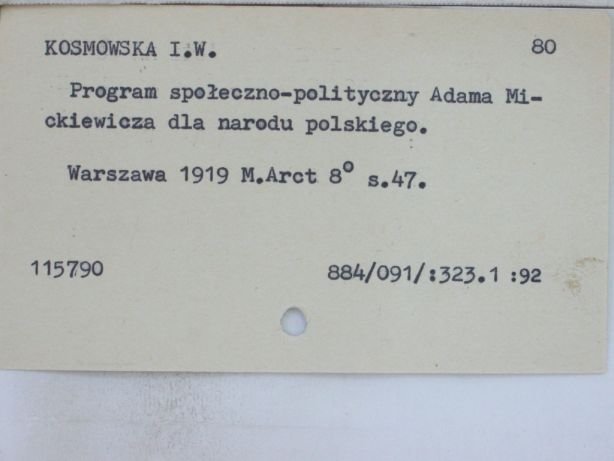 KOSMOWSKA I.W. 80
Program społeczno-polityczny Adama Mi-
ckiewicza dla narodu polskiego.
Warszawa 1919 M.Arct 8° s.47.
115790 884/091/:323.1 :92